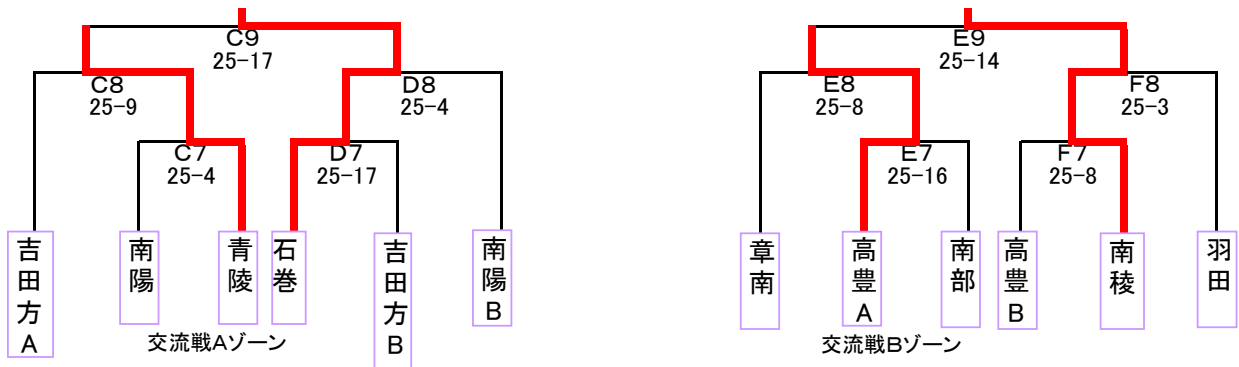 C9
25-17
C8
25-9
D8
25-4
C7
25-4
D7
25-17
吉田方A
南陽
青陵
石巻
吉田方B
南陽B
交流戦Aゾーン
E9
25-14
E8
25-8
F8
25-3
E7
25-16
F7
25-8
章南
高豊A
南部
高豊B
南稜
羽田
交流戦Bゾーン